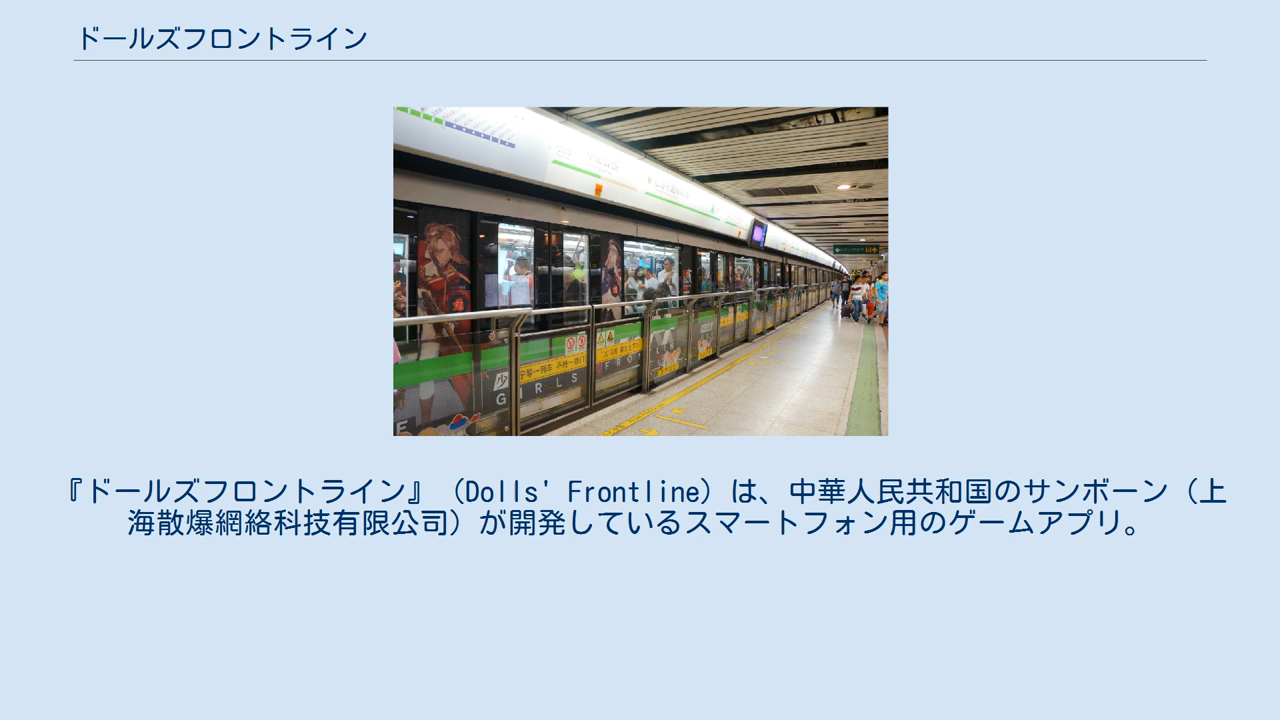 ドールズフロントライン
GIRLS
FRO
『ドールズフロントライン』（Dolls' Frontline）は、中華人民共和国のサンボーン（上
海散爆網絡科技有限公司）が開発しているスマートフォン用のゲームアプリ。